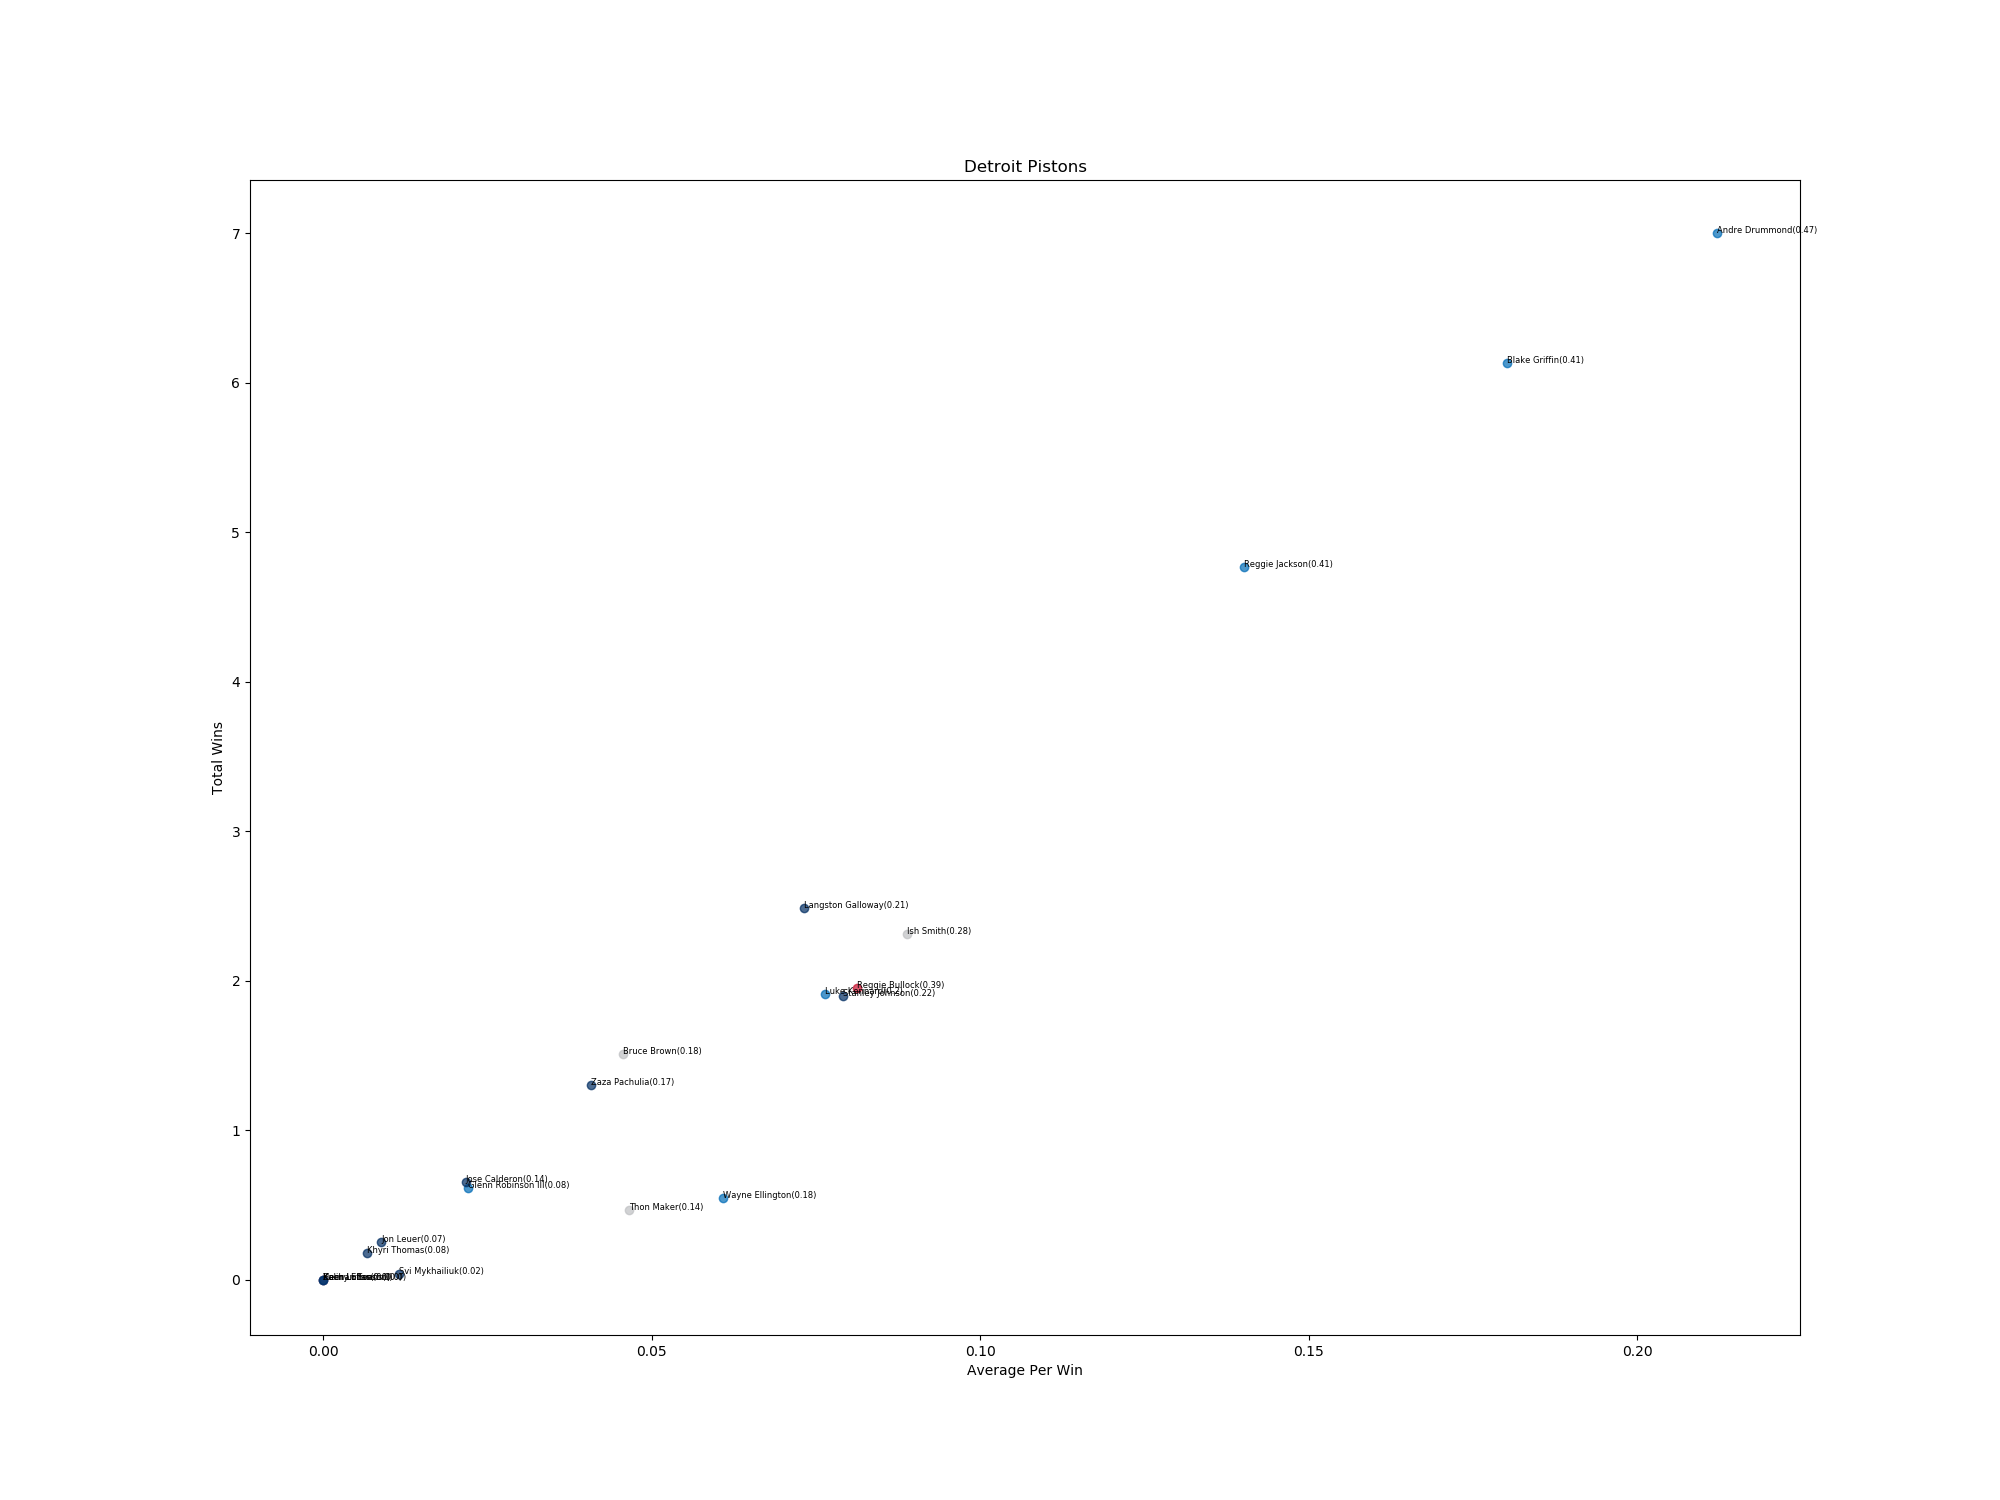 Detroit Pistons
7
Andre Drummond(0.47)
Blake Griffin(0.41)
6
Reggie Jackson(0.41)
5
4
Total Wins
3
Langston Galloway(0.21)
Ish Smith(0.28)
2
Reggie Bullock(0.39)
Luke Kennard(0.2)
Stanley Johnson(0.22)
Bruce Brown(0.18)
Zaza Pachulia(0.17)
1
Jose Calderon(0.14)
Glenn Robinson III(0.08)
Wayne Ellington(0.18)
Thon Maker(0.14)
Jon Leuer(0.07)
Khyri Thomas(0.08)
Svi Mykhailiuk(0.02)
0
0.00 0.05 0.10 0.15 0.20
Average Per Win